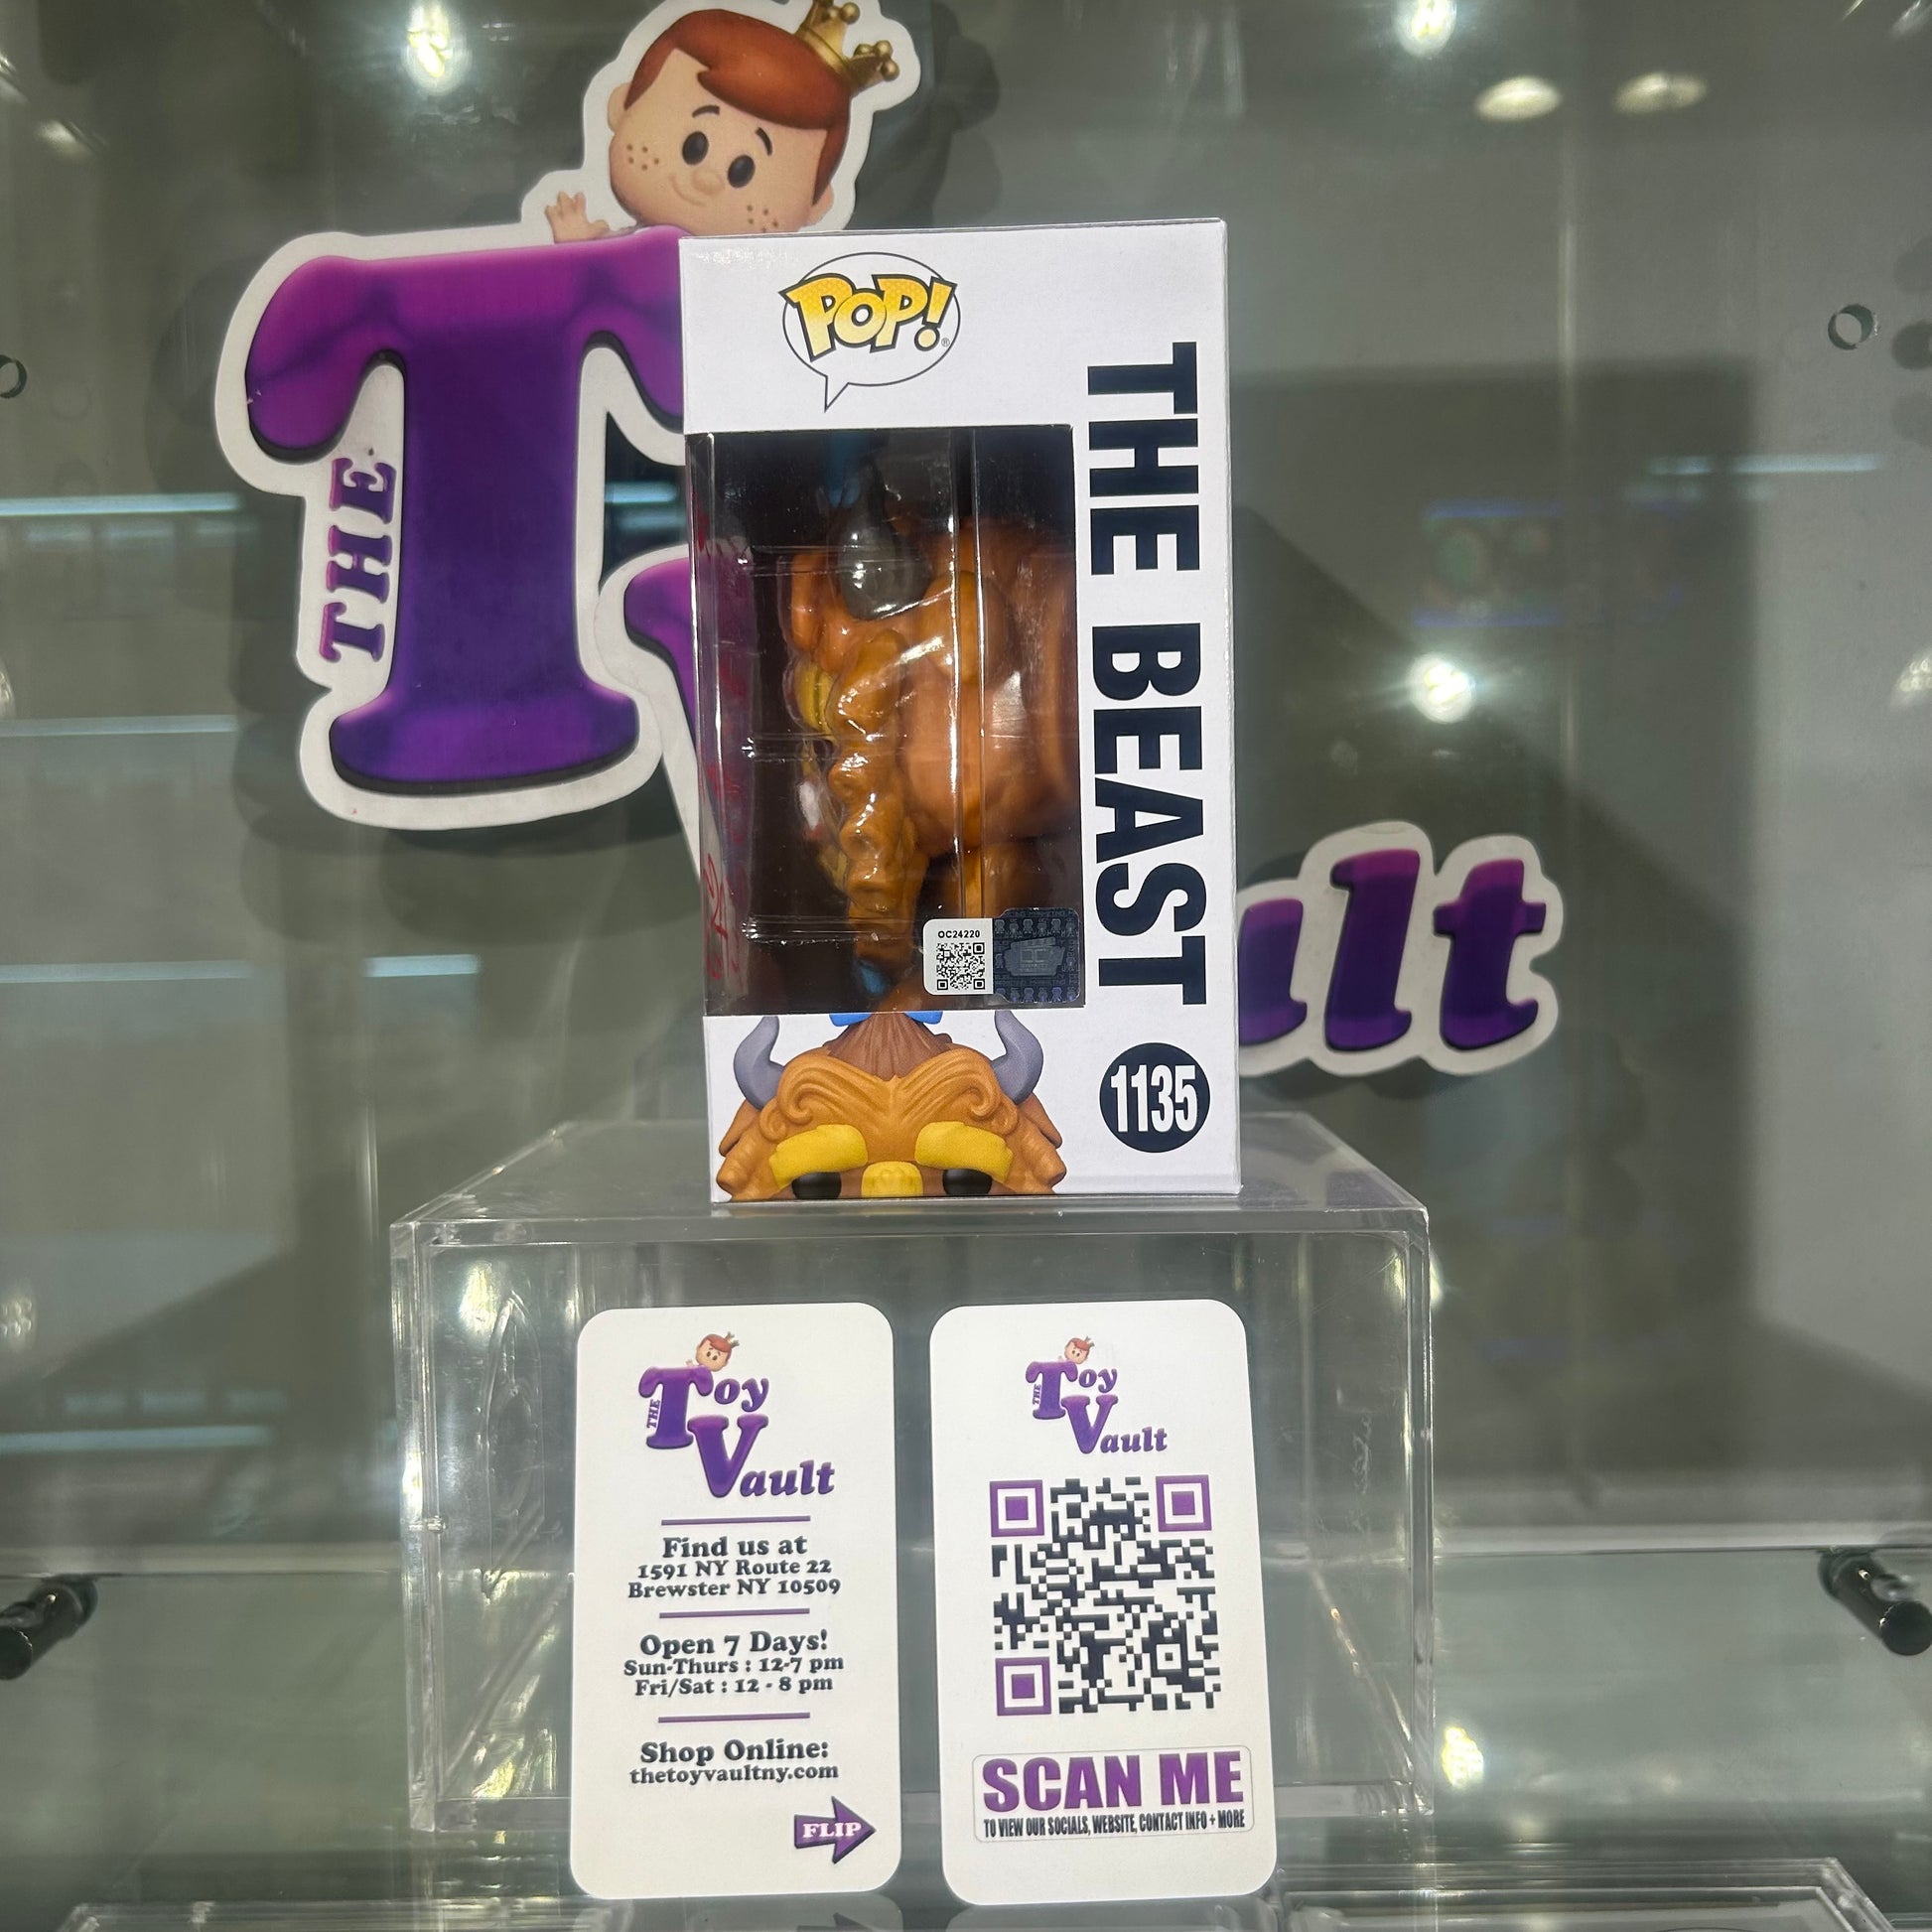 THE
T
V
ault
POP!
THE BEAST
1135
OC24220
THE
Toy
Vault
Find us at
1591 NY Route 22
Brewster NY 10509
Open 7 Days!
Sun-Thurs : 12-7 pm
Fri/Sat : 12 - 8 pm
Shop Online:
thetoyvaultny.com
FLIP
THE
Toy
Vault
SCAN ME
TO VIEW OUR SOCIALS, WEBSITE, CONTACT INFO + MORE